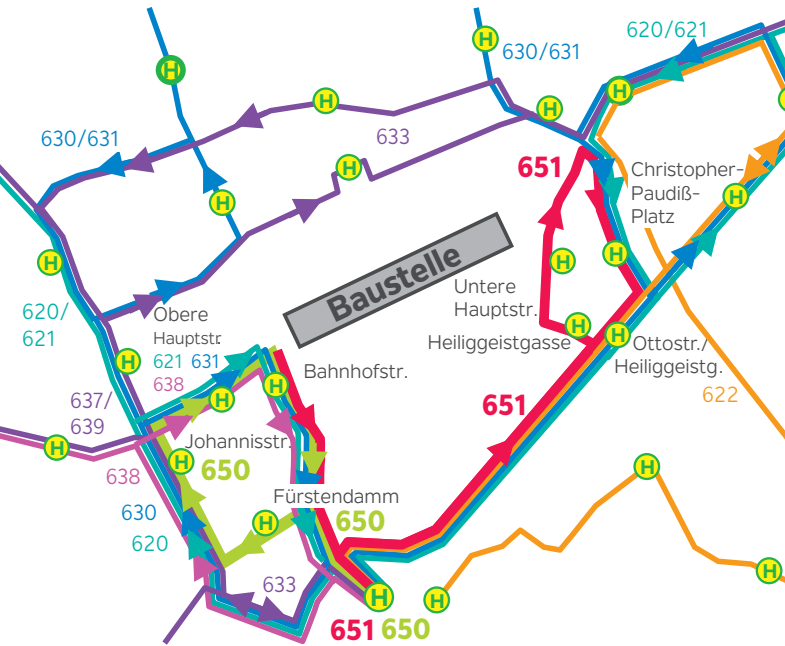 620/621
630/631
H
H
H
H
H
H
630/631
633
H
651
Christopher-
Paudiß-
Platz
H
H
H
H
H
Baustelle
620/
621
Obere
Hauptstr.
Untere
Hauptstr.
H
Heiliggeistgasse
H
Ottostr./
Heiliggeistg.
H
621 631
638
Bahnhofstr.
H
H
637/
639
651
622
Johannisstr.
H
H
650
638
H
Fürstendamm
630
H
650
620
633
H
H
H
651 650